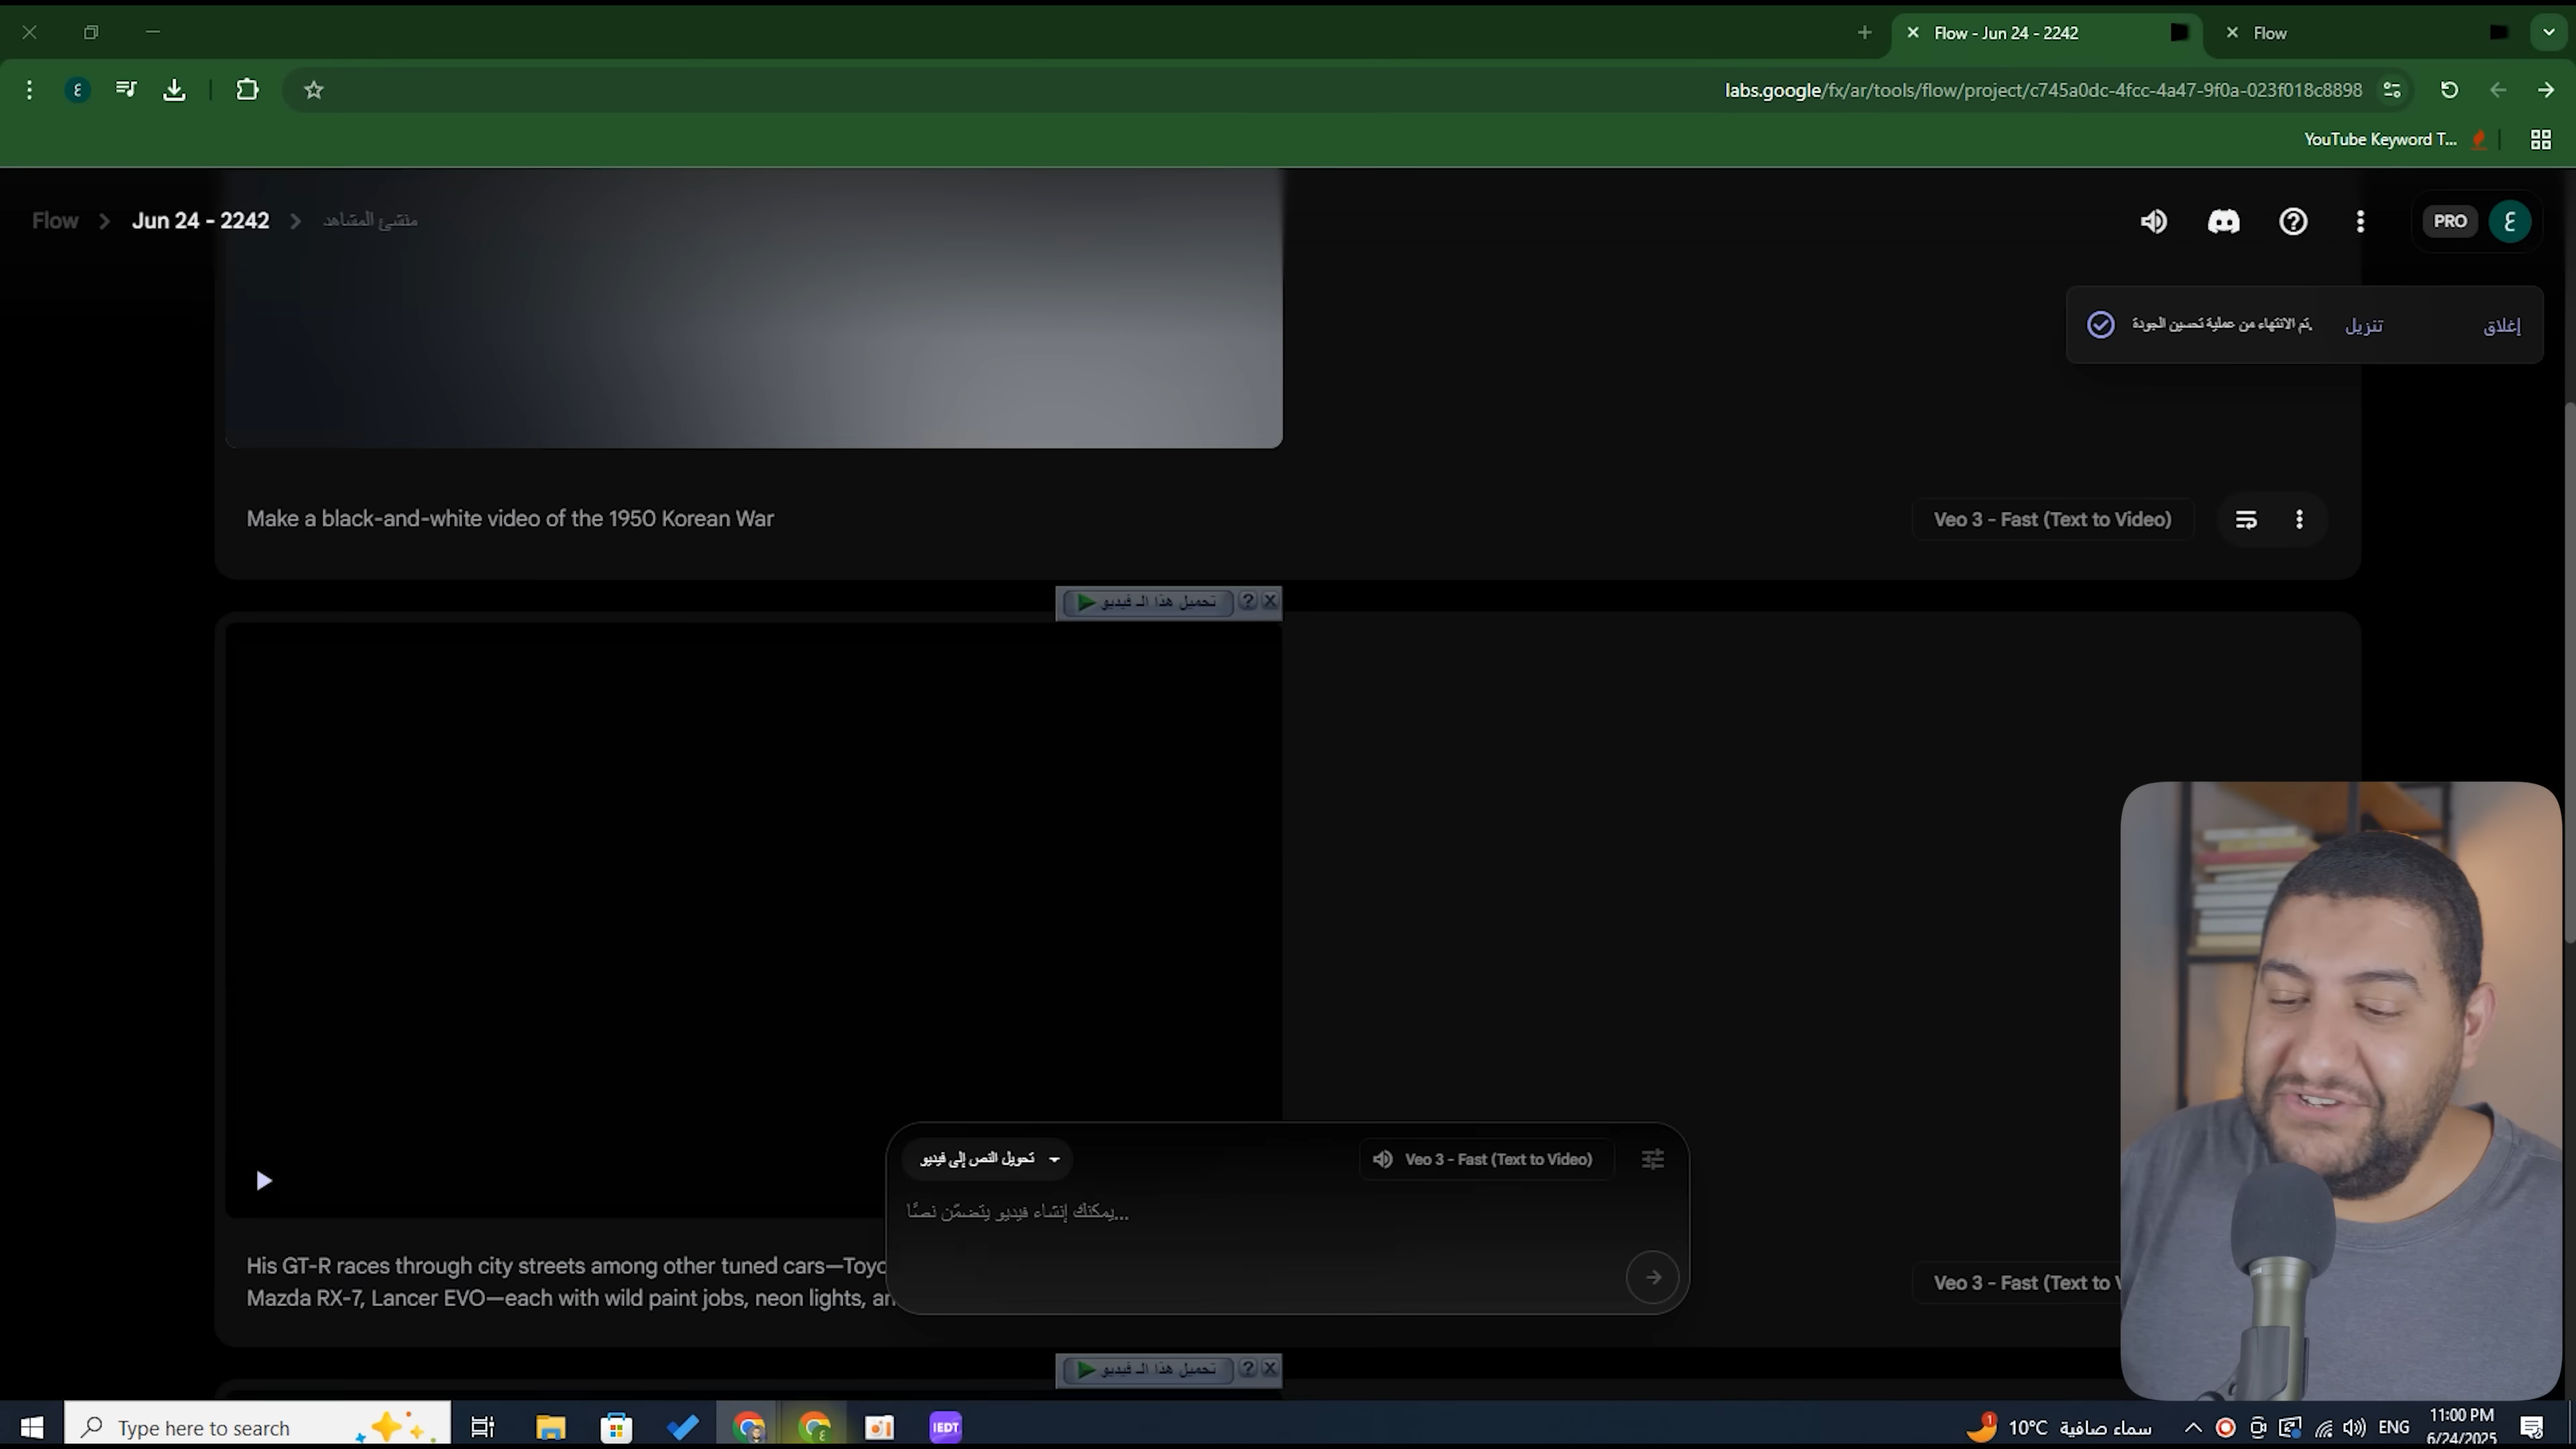 Flow - Jun 24 - 2242
Flow
labs.google/fx/ar/tools/flow/project/c745a0dc-4fcc-4a47-9f0a-023f018c8898
ع
YouTube Keyword T...
Flow
Jun 24 - 2242
منشئ المشاهد
PRO
ع
تم الانتهاء من عملية تحسين الجودة.
تنزيل
إغلاق
Make a black-and-white video of the 1950 Korean War
Veo 3 - Fast (Text to Video)
تحميل هذا الـ فيديو
تحويل النص إلى فيديو
Veo 3 - Fast (Text to Video)
يمكنك إنشاء فيديو يتضمّن نصًا...
His GT-R races through city streets among other tuned cars—Toyo
Mazda RX-7, Lancer EVO—each with wild paint jobs, neon lights, an
Veo 3 - Fast (Text to V
تحميل هذا الـ فيديو
Type here to search
IEDT
1
10°C سماء صافية
ENG
11:00 PM
6/24/2025